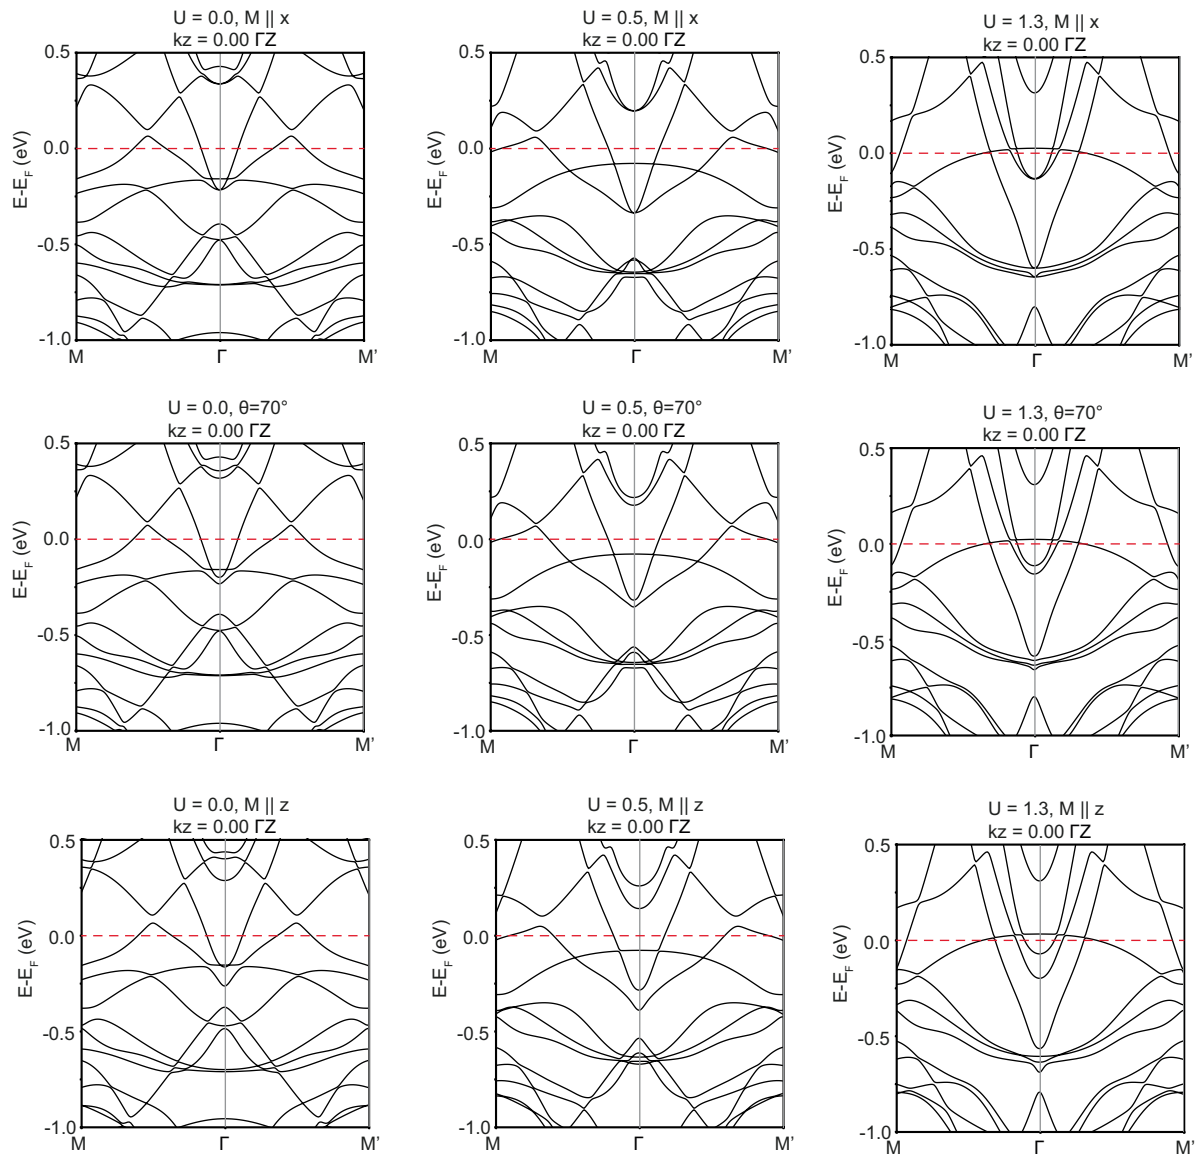 U = 0.0, M || x
kz = 0.00 ΓZ
0.5
0.0
-0.5
-1.0
E-E_F (eV)
M Γ M'
U = 0.5, M || x
kz = 0.00 ΓZ
0.5
0.0
-0.5
-1.0
E-E_F (eV)
M Γ M'
U = 1.3, M || x
kz = 0.00 ΓZ
0.5
0.0
-0.5
-1.0
E-E_F (eV)
M Γ M'
U = 0.0, θ=70°
kz = 0.00 ΓZ
0.5
0.0
-0.5
-1.0
E-E_F (eV)
M Γ M'
U = 0.5, θ=70°
kz = 0.00 ΓZ
0.5
0.0
-0.5
-1.0
E-E_F (eV)
M Γ M'
U = 1.3, θ=70°
kz = 0.00 ΓZ
0.5
0.0
-0.5
-1.0
E-E_F (eV)
M Γ M'
U = 0.0, M || z
kz = 0.00 ΓZ
0.5
0.0
-0.5
-1.0
E-E_F (eV)
M Γ M'
U = 0.5, M || z
kz = 0.00 ΓZ
0.5
0.0
-0.5
-1.0
E-E_F (eV)
M Γ M'
U = 1.3, M || z
kz = 0.00 ΓZ
0.5
0.0
-0.5
-1.0
E-E_F (eV)
M Γ M'